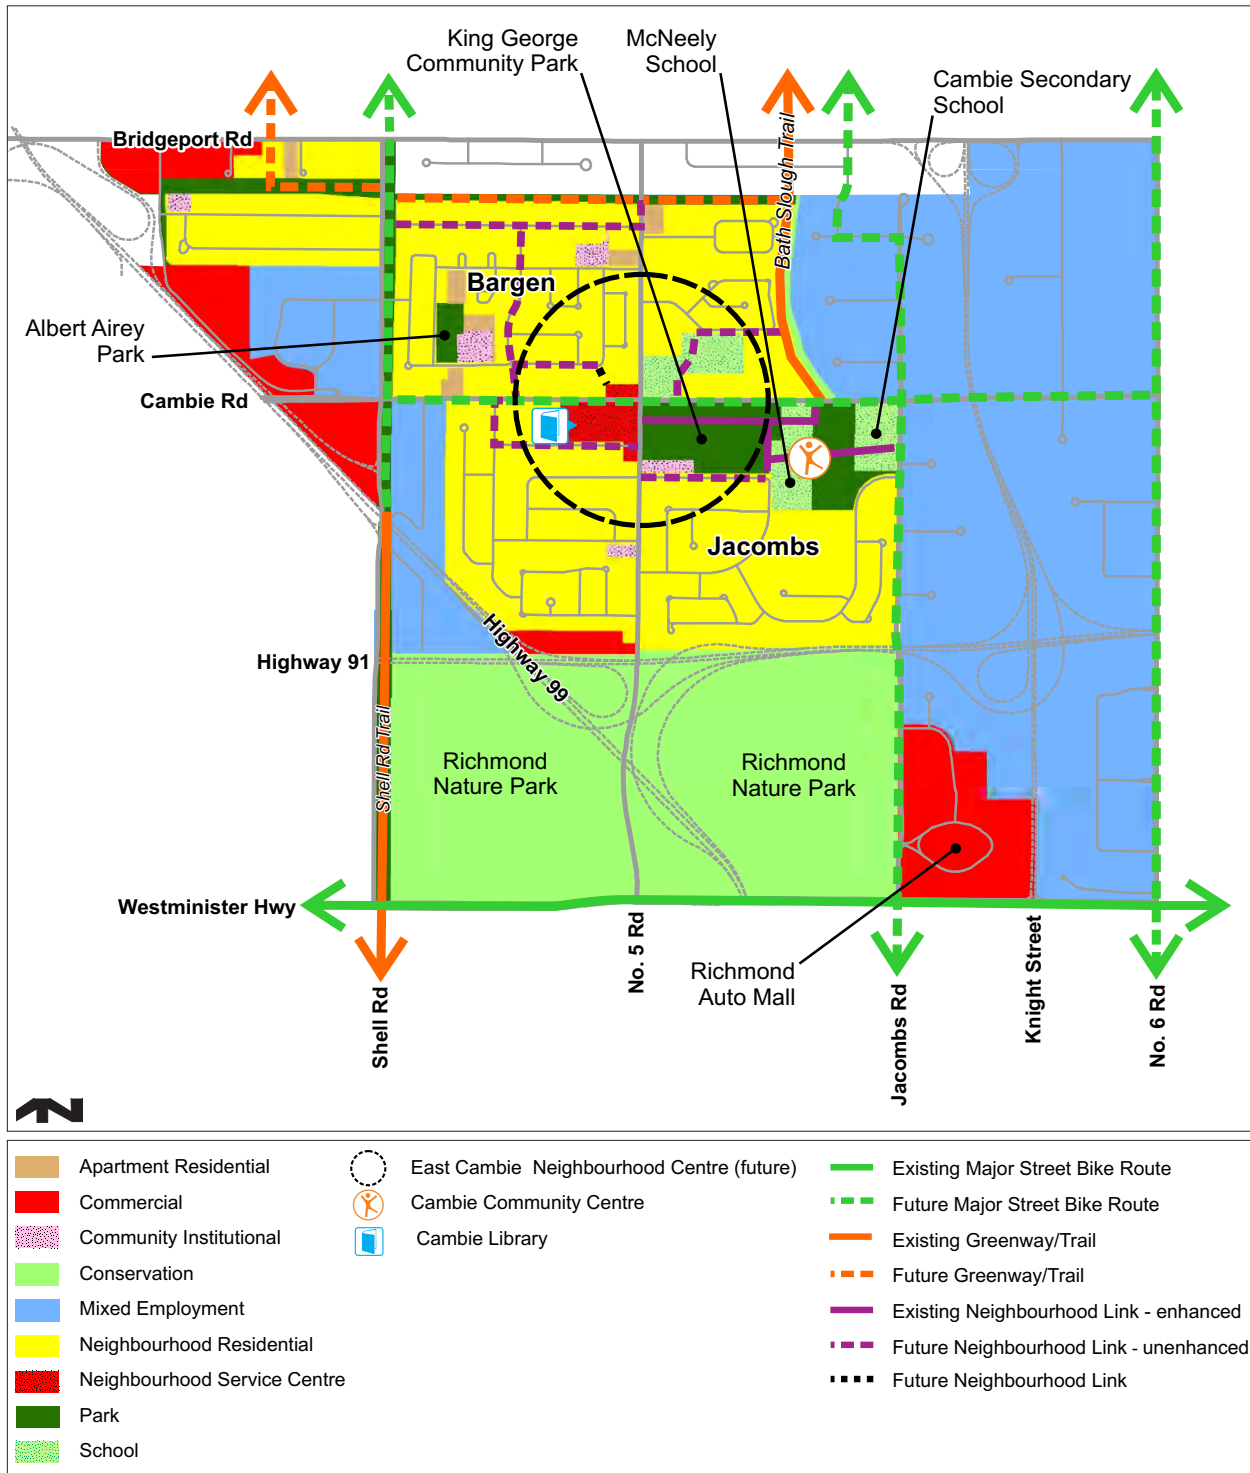 King George
Community Park
McNeely
School
Cambie Secondary
School
Bridgeport Rd
Bath Slough Trail
Bargen
Albert Airey
Park
Cambie Rd
Jacombs
Highway 91
Highway 99
Shell Rd Trail
Richmond
Nature Park
Richmond
Nature Park
Westminister Hwy
Richmond
Auto Mall
Shell Rd
No. 5 Rd
Jacombs Rd
Knight Street
No. 6 Rd
N
Apartment Residential
Commercial
Community Institutional
Conservation
Mixed Employment
Neighbourhood Residential
Neighbourhood Service Centre
Park
School
East Cambie Neighbourhood Centre (future)
Cambie Community Centre
Cambie Library
Existing Major Street Bike Route
Future Major Street Bike Route
Existing Greenway/Trail
Future Greenway/Trail
Existing Neighbourhood Link - enhanced
Future Neighbourhood Link - unenhanced
Future Neighbourhood Link